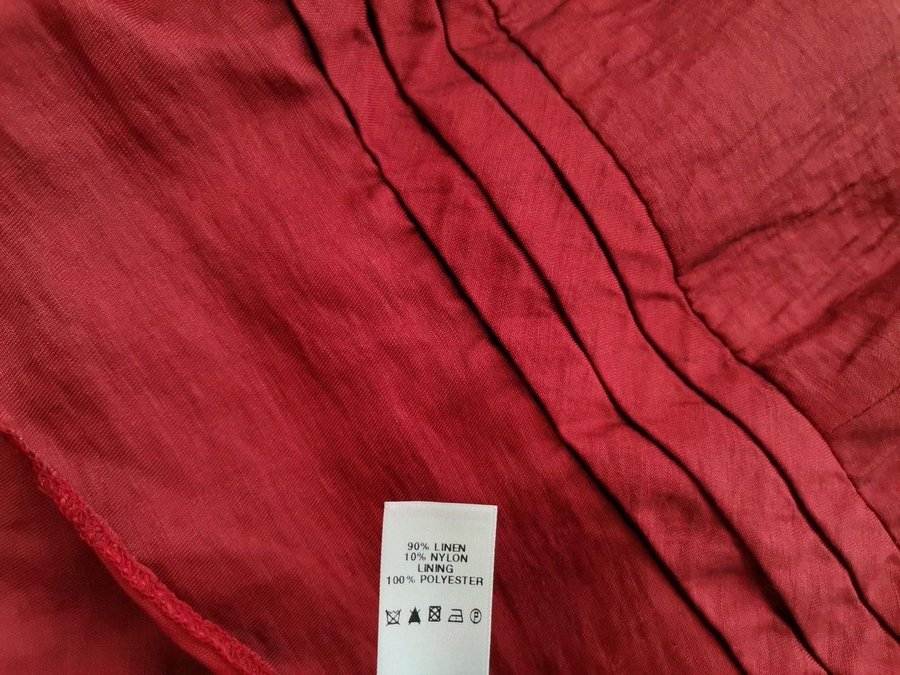 90% LINEN
10% NYLON
LINING
100% POLYESTER
P